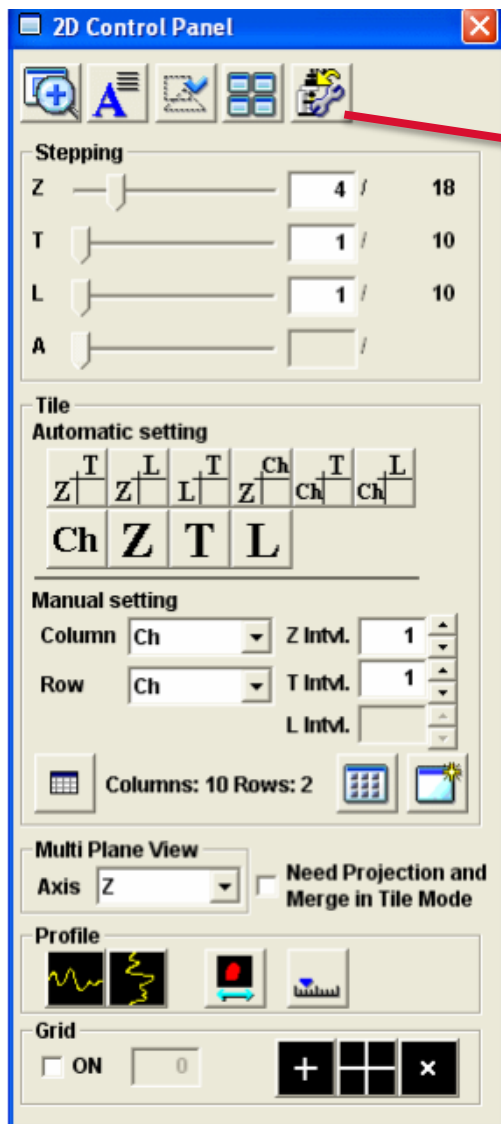 2D Control Panel
A
Stepping
Z 4 / 18
T 1 / 10
L 1 / 10
A /
Tile
Automatic setting
Z T Z L L T Z Ch Ch T Ch L
Ch Z T L
Manual setting
Column Ch Z Intvl. 1
Row Ch T Intvl. 1
L Intvl.
Columns: 10 Rows: 2
Multi Plane View
Axis Z
Need Projection and
Merge in Tile Mode
Profile
Grid
ON 0